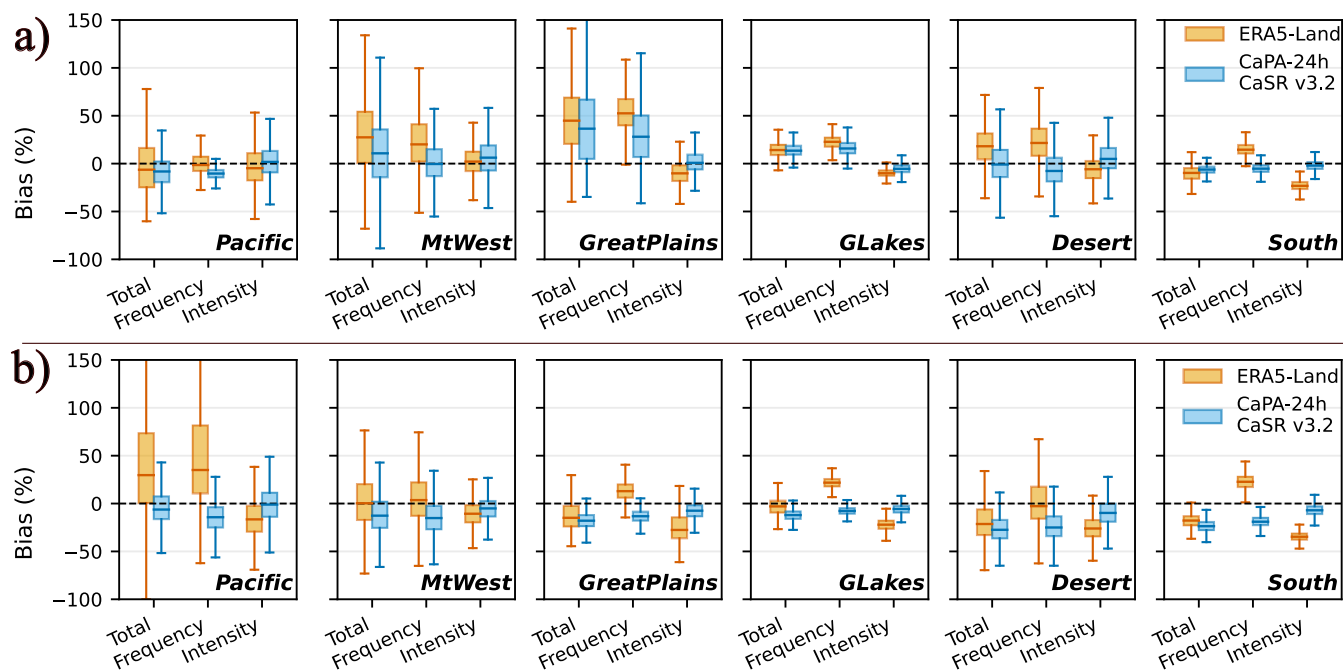 a)
150
100
50
0
−50
−100
Bias (%)
Pacific
MtWest
GreatPlains
GLakes
Desert
South
ERA5-Land
CaPA-24h
CaSR v3.2
Total Frequency Intensity
Total Frequency Intensity
Total Frequency Intensity
Total Frequency Intensity
Total Frequency Intensity
Total Frequency Intensity
b)
150
100
50
0
−50
−100
Bias (%)
Pacific
MtWest
GreatPlains
GLakes
Desert
South
ERA5-Land
CaPA-24h
CaSR v3.2
Total Frequency Intensity
Total Frequency Intensity
Total Frequency Intensity
Total Frequency Intensity
Total Frequency Intensity
Total Frequency Intensity